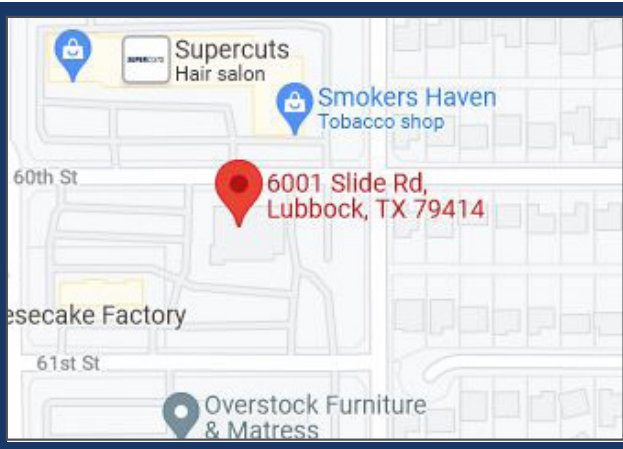 Supercuts
Hair salon
SUPERCUTS
Smokers Haven
Tobacco shop
60th St
6001 Slide Rd,
Lubbock, TX 79414
esecake Factory
61st St
Overstock Furniture
& Matress